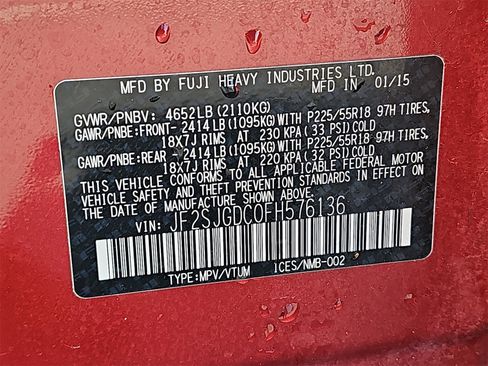 MFD BY FUJI HEAVY INDUSTRIES LTD. MFD IN 01/15
GVWR/PNBV: 4652LB (2110KG)
GAWR/PNBE:FRONT- 2414LB(1095KG)WITH P225/55R18 97H TIRES,
18X7J RIMS AT 230 KPA( 33 PSI)COLD
GAWR/PNBE:REAR - 2414LB(1095KG)WITH P225/55R18 97H TIRES,
18X7J RIMS AT 220 KPA( 32 PSI)COLD
THIS VEHICLE CONFORMS TO ALL APPLICABLE FEDERAL MOTOR
VEHICLE SAFETY AND THEFT PREVENTION STANDARDS IN EFFECT ON
THE DATE OF MANUFACTURE SHOWN ABOVE.
VIN: JF2SJGDC0FH576136
TYPE:MPV/VTUM ICES/NMB-002